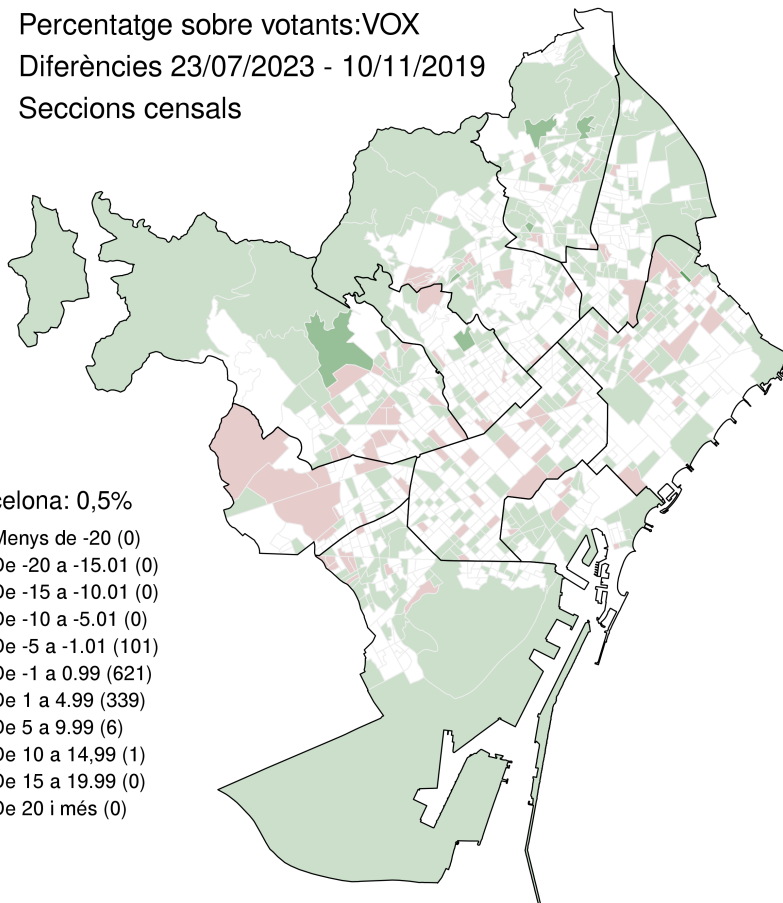 Percentatge sobre votants:VOX
Diferències 23/07/2023 - 10/11/2019
Seccions censals
celona: 0,5%
Menys de -20 (0)
De -20 a -15.01 (0)
De -15 a -10.01 (0)
De -10 a -5.01 (0)
De -5 a -1.01 (101)
De -1 a 0.99 (621)
De 1 a 4.99 (339)
De 5 a 9.99 (6)
De 10 a 14,99 (1)
De 15 a 19.99 (0)
De 20 i més (0)